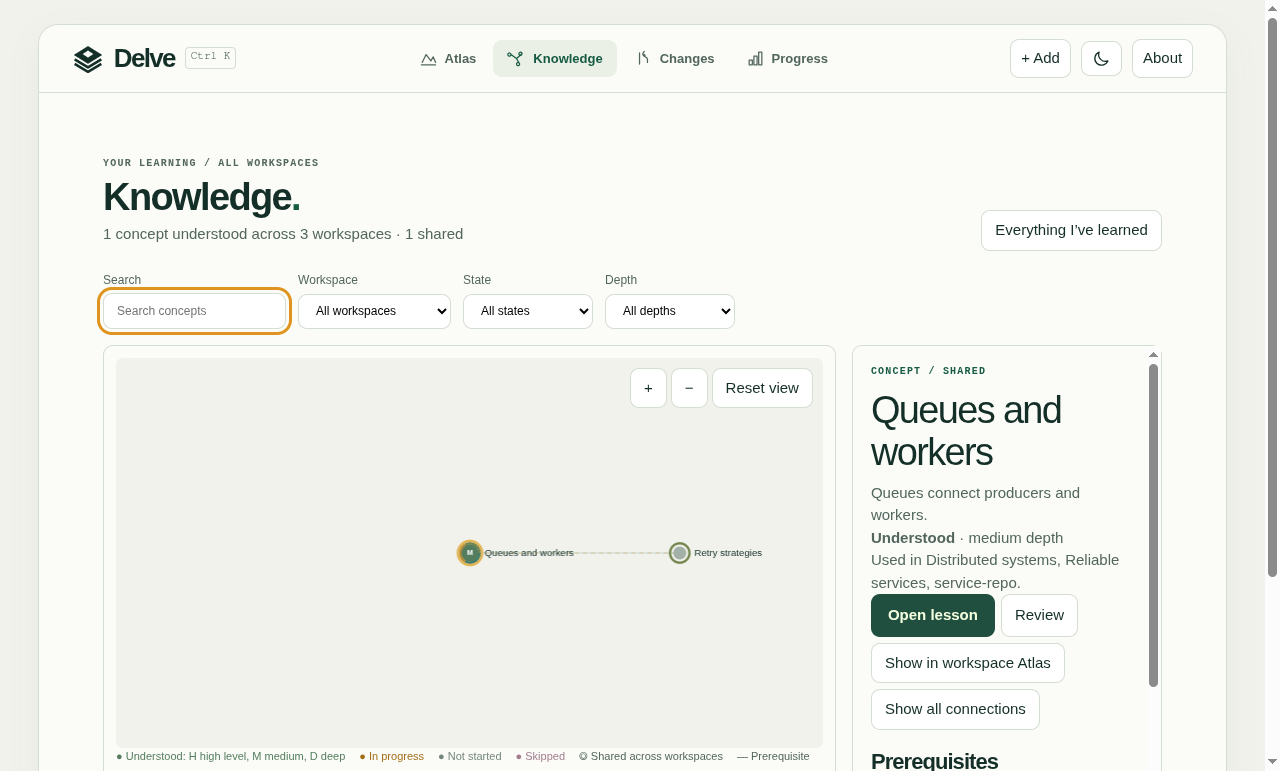 Delve Ctrl K Atlas Knowledge Changes Progress + Add About
YOUR LEARNING / ALL WORKSPACES
Knowledge.
1 concept understood across 3 workspaces · 1 shared
Everything I've learned
Search Workspace State Depth
Search concepts All workspaces All states All depths
+ − Reset view
M Queues and workers Retry strategies
● Understood: H high level, M medium, D deep ● In progress ● Not started ● Skipped ◎ Shared across workspaces — Prerequisite
CONCEPT / SHARED
Queues and
workers
Queues connect producers and
workers.
Understood · medium depth
Used in Distributed systems, Reliable
services, service-repo.
Open lesson Review
Show in workspace Atlas
Show all connections
Prerequisites